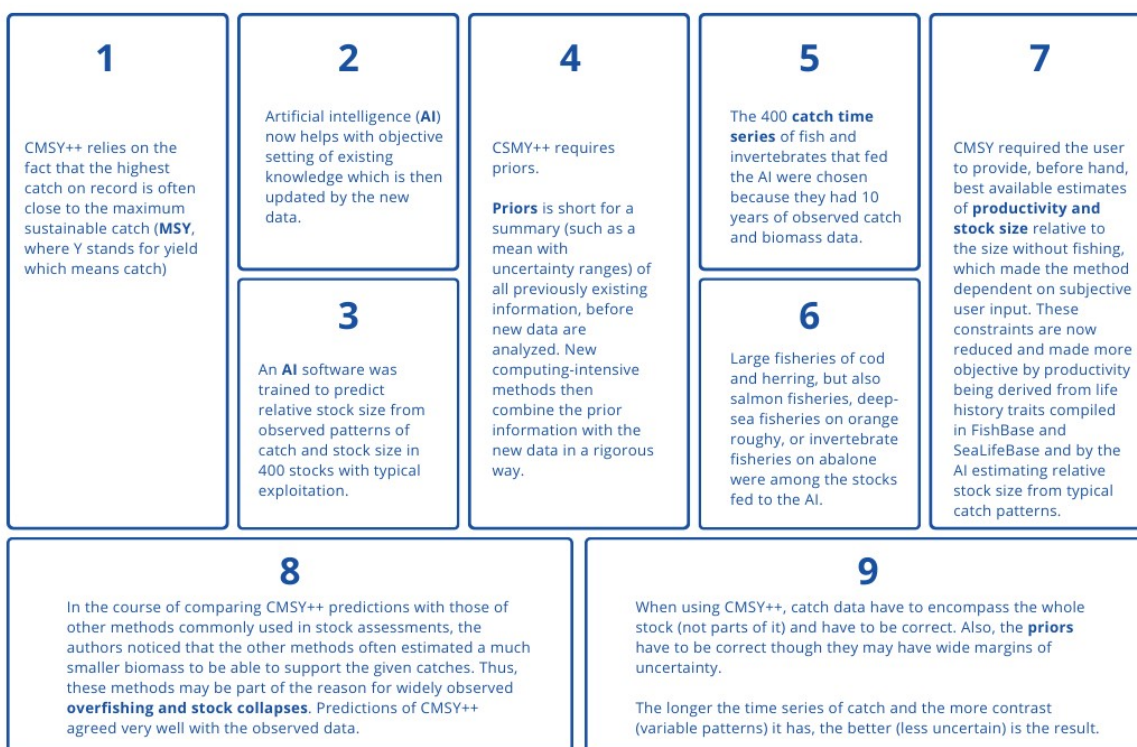 1
CMSY++ relies on the
fact that the highest
catch on record is often
close to the maximum
sustainable catch (MSY,
where Y stands for yield
which means catch)
2
Artificial intelligence (AI)
now helps with objective
setting of existing
knowledge which is then
updated by the new
data.
3
An AI software was
trained to predict
relative stock size from
observed patterns of
catch and stock size in
400 stocks with typical
exploitation.
4
CSMY++ requires
priors.
Priors is short for a
summary (such as a
mean with
uncertainty ranges) of
all previously existing
information, before
new data are
analyzed. New
computing-intensive
methods then
combine the prior
information with the
new data in a rigorous
way.
5
The 400 catch time
series of fish and
invertebrates that fed
the AI were chosen
because they had 10
years of observed catch
and biomass data.
6
Large fisheries of cod
and herring, but also
salmon fisheries, deep-
sea fisheries on orange
roughy, or invertebrate
fisheries on abalone
were among the stocks
fed to the AI.
7
CMSY required the user
to provide, before hand,
best available estimates
of productivity and
stock size relative to
the size without fishing,
which made the method
dependent on subjective
user input. These
constraints are now
reduced and made more
objective by productivity
being derived from life
history traits compiled
in FishBase and
SeaLifeBase and by the
AI estimating relative
stock size from typical
catch patterns.
8
In the course of comparing CMSY++ predictions with those of
other methods commonly used in stock assessments, the
authors noticed that the other methods often estimated a much
smaller biomass to be able to support the given catches. Thus,
these methods may be part of the reason for widely observed
overfishing and stock collapses. Predictions of CMSY++
agreed very well with the observed data.
9
When using CMSY++, catch data have to encompass the whole
stock (not parts of it) and have to be correct. Also, the priors
have to be correct though they may have wide margins of
uncertainty.
The longer the time series of catch and the more contrast
(variable patterns) it has, the better (less uncertain) is the result.